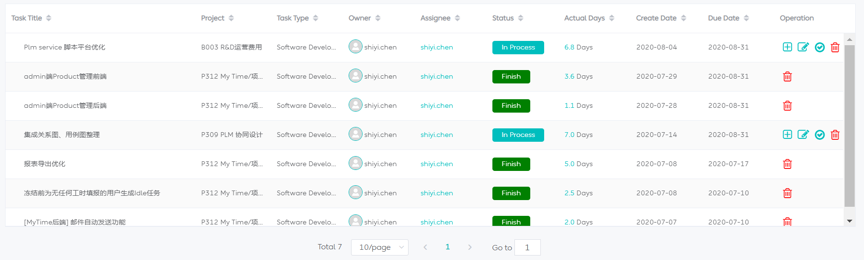 Task Title Project Task Type Owner Assignee Status Actual Days Create Date Due Date Operation
Plm service 脚本平台优化 B003 R&D运营费用 Software Develo... shiyi.chen shiyi.chen In Process 6.8 Days 2020-08-04 2020-08-31
admin端Product管理前端 P312 My Time/项... Software Develo... shiyi.chen shiyi.chen Finish 3.6 Days 2020-07-29 2020-08-31
admin端Product管理后端 P312 My Time/项... Software Develo... shiyi.chen shiyi.chen Finish 1.1 Days 2020-07-28 2020-08-31
集成关系图、用例图整理 P309 PLM 协同设计 Software Develo... shiyi.chen shiyi.chen In Process 7.0 Days 2020-07-14 2020-08-31
报表导出优化 P312 My Time/项... Software Develo... shiyi.chen shiyi.chen Finish 5.0 Days 2020-07-08 2020-07-17
冻结前为无任何工时填报的用户生成Idle任务 P312 My Time/项... Software Develo... shiyi.chen shiyi.chen Finish 2.5 Days 2020-07-08 2020-07-10
[MyTime后端] 邮件自动发送功能 P312 My Time/项... Software Develo... shiyi.chen shiyi.chen Finish 2.0 Days 2020-07-07 2020-07-10
Total 7 10/page 1 Go to 1